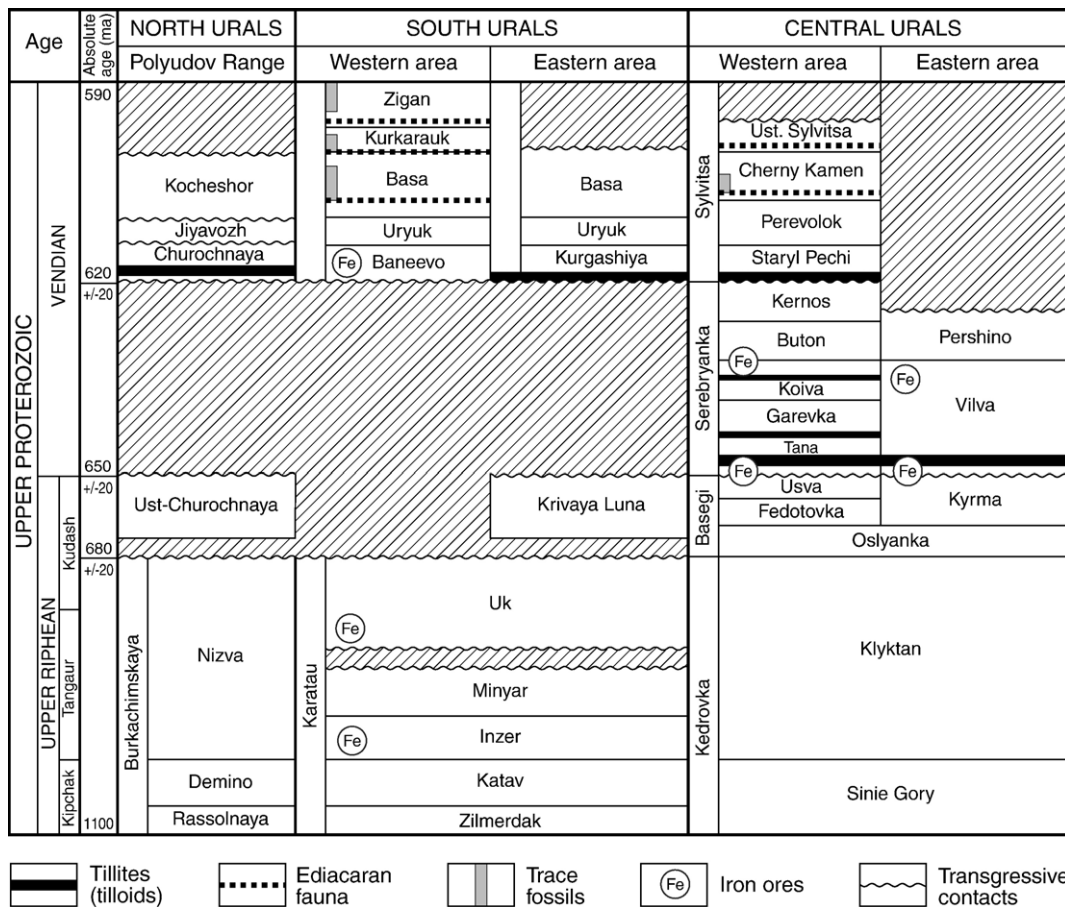 Age
Absolute age (ma)
NORTH URALS
SOUTH URALS
CENTRAL URALS
Polyudov Range
Western area
Eastern area
Western area
Eastern area
UPPER PROTEROZOIC
VENDIAN
UPPER RIPHEAN
Kudash
Tangaur
Kipchak
590
620
+/-20
650
+/-20
680
+/-20
1100
Kocheshor
Jiyavozh
Churochnaya
Ust-Churochnaya
Burkachimskaya
Nizva
Demino
Rassolnaya
Zigan
Kurkarauk
Basa
Uryuk
Fe
Baneevo
Basa
Uryuk
Kurgashiya
Krivaya Luna
Karatau
Uk
Fe
Minyar
Fe
Inzer
Katav
Zilmerdak
Sylvitsa
Serebryanka
Basegi
Kedrovka
Ust. Sylvitsa
Cherny Kamen
Perevolok
Staryl Pechi
Kernos
Buton
Fe
Koiva
Garevka
Tana
Fe
Usva
Fedotovka
Pershino
Fe
Vilva
Fe
Kyrma
Oslyanka
Klyktan
Sinie Gory
Tillites
(tilloids)
Ediacaran
fauna
Trace
fossils
Fe
Iron ores
Transgressive
contacts